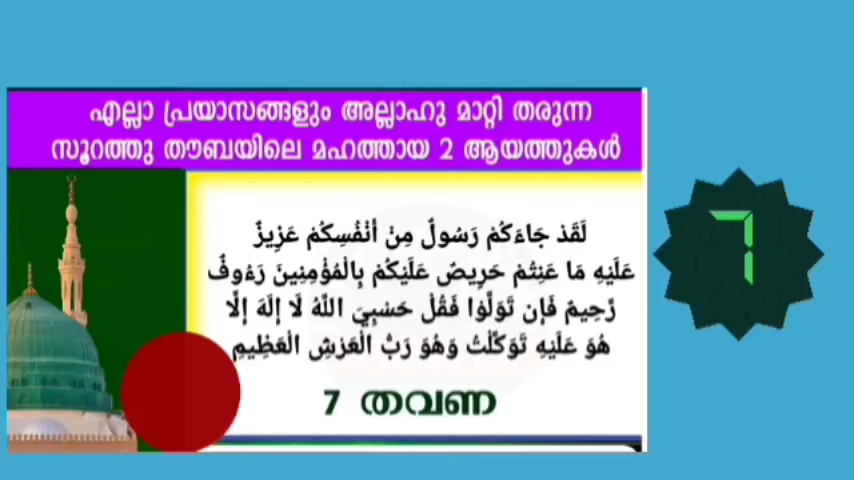 എല്ലാ പ്രയാസങ്ങളും അല്ലാഹു മാറ്റി തരുന്ന
സൂറത്തു തൗബയിലെ മഹത്തായ 2 ആയത്തുകൾ
لَقَدْ جَاءَكُمْ رَسُولٌ مِنْ أَنْفُسِكُمْ عَزِيزٌ
عَلَيْهِ مَا عَنِتُّمْ حَرِيصٌ عَلَيْكُمْ بِالْمُؤْمِنِينَ رَءُوفٌ
رَّحِيمٌ فَإِن تَوَلَّوْا فَقُلْ حَسْبِيَ اللَّهُ لَا إِلَهَ إِلَّا
هُوَ عَلَيْهِ تَوَكَّلْتُ وَهُوَ رَبُّ الْعَرْشِ الْعَظِيمِ
7 തവണ
7